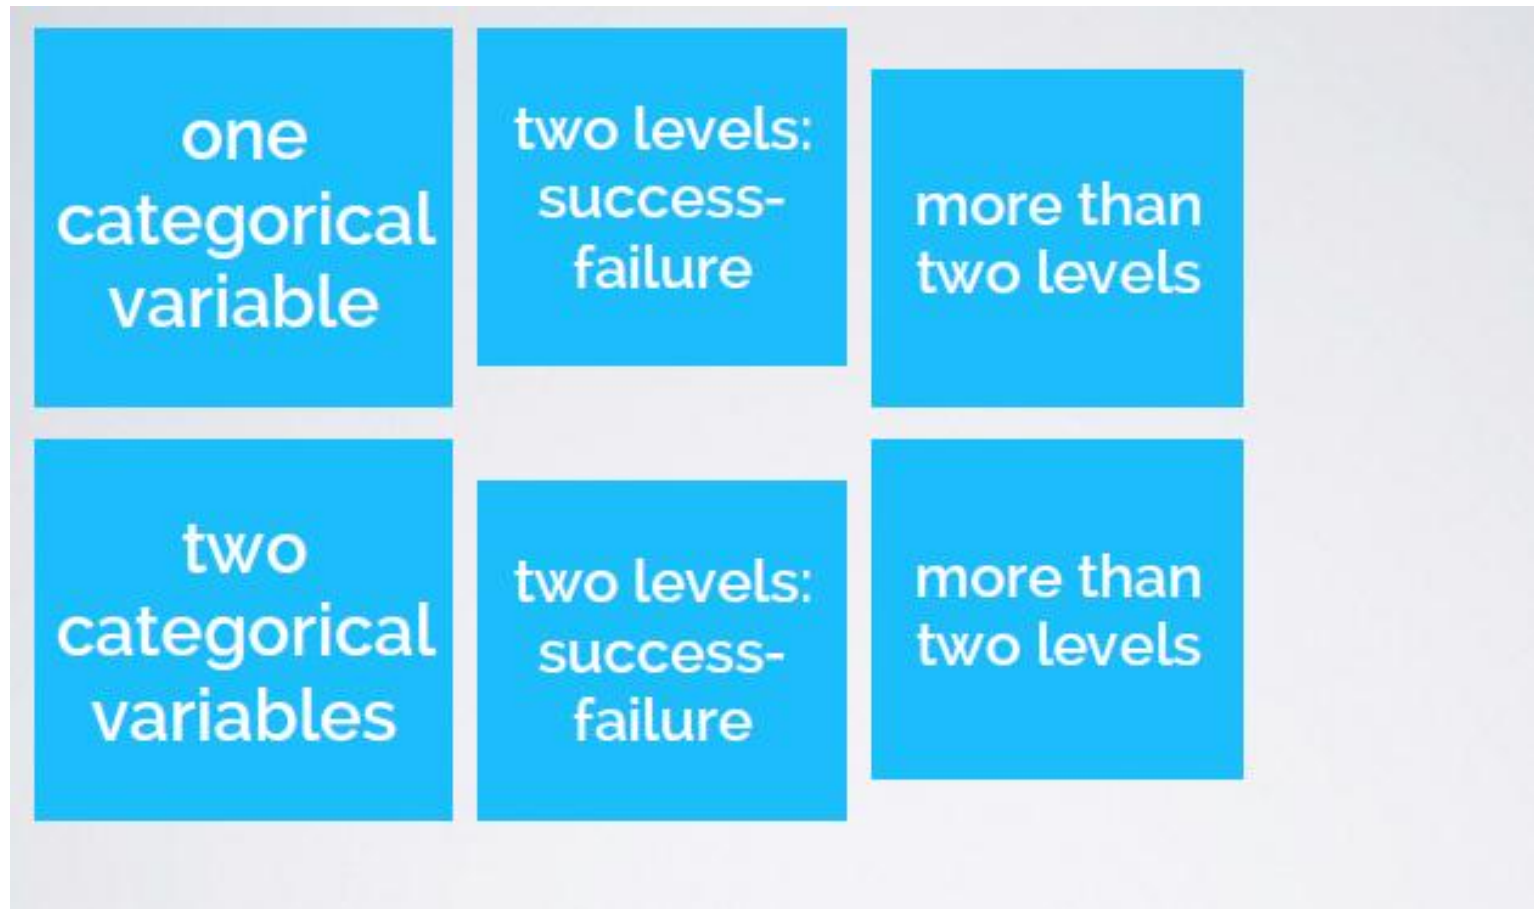 one
categorical
variable
two levels:
success-
failure
more than
two levels
two
categorical
variables
two levels:
success-
failure
more than
two levels